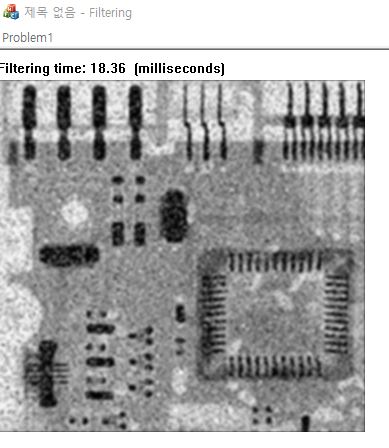 제목 없음 - Filtering
Problem1
Filtering time: 18.36 (milliseconds)